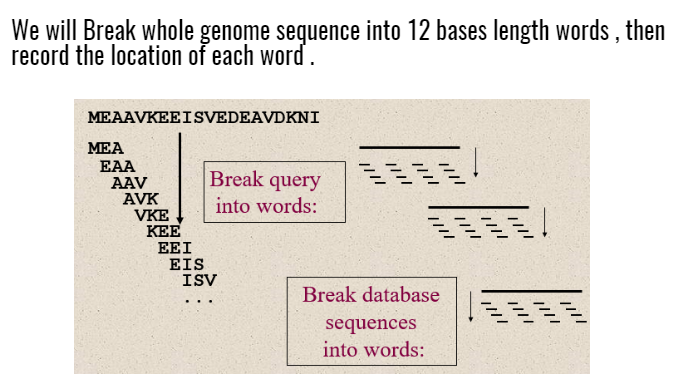 We will Break whole genome sequence into 12 bases length words , then
record the location of each word .
MEAAVKEEISVEDEAVDKNI
MEA
EAA
AAV
AVK
VKE
KEE
EEI
EIS
ISV
...
Break query
into words:
Break database
sequences
into words: